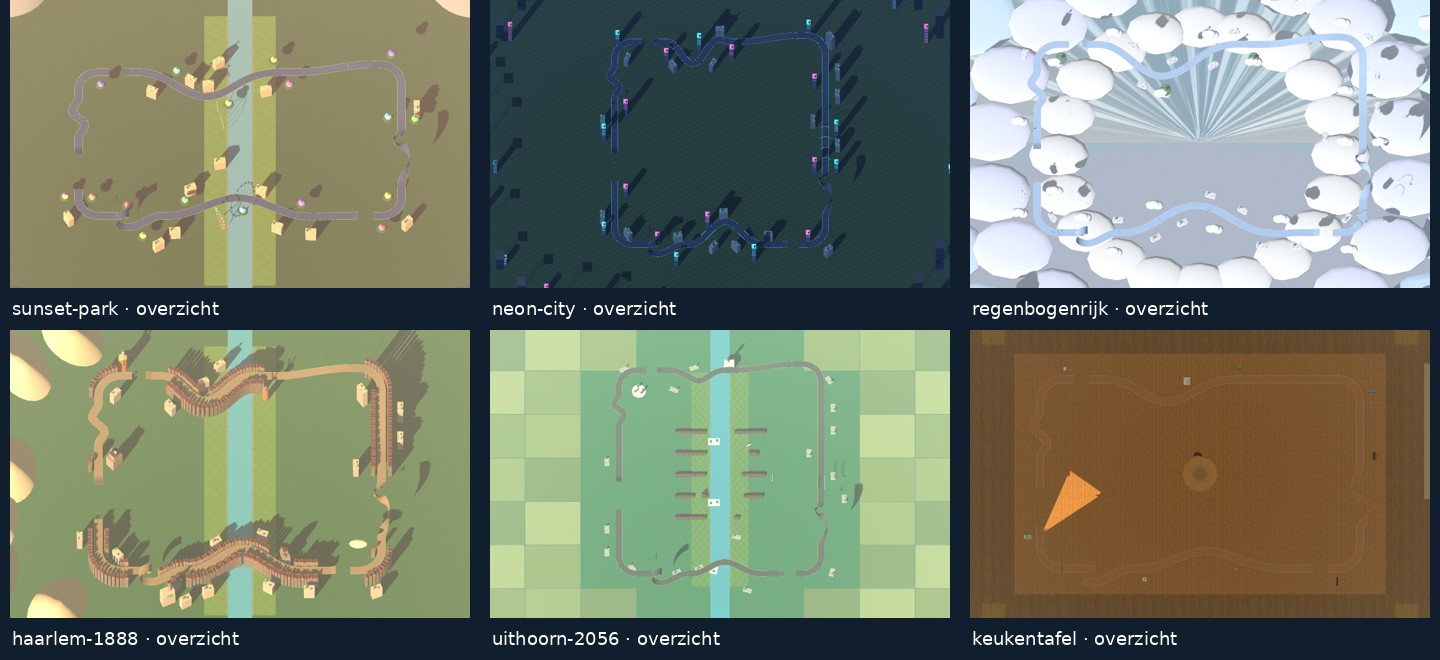 sunset-park · overzicht
neon-city · overzicht
regenbogenrijk · overzicht
haarlem-1888 · overzicht
uithoorn-2056 · overzicht
keukentafel · overzicht